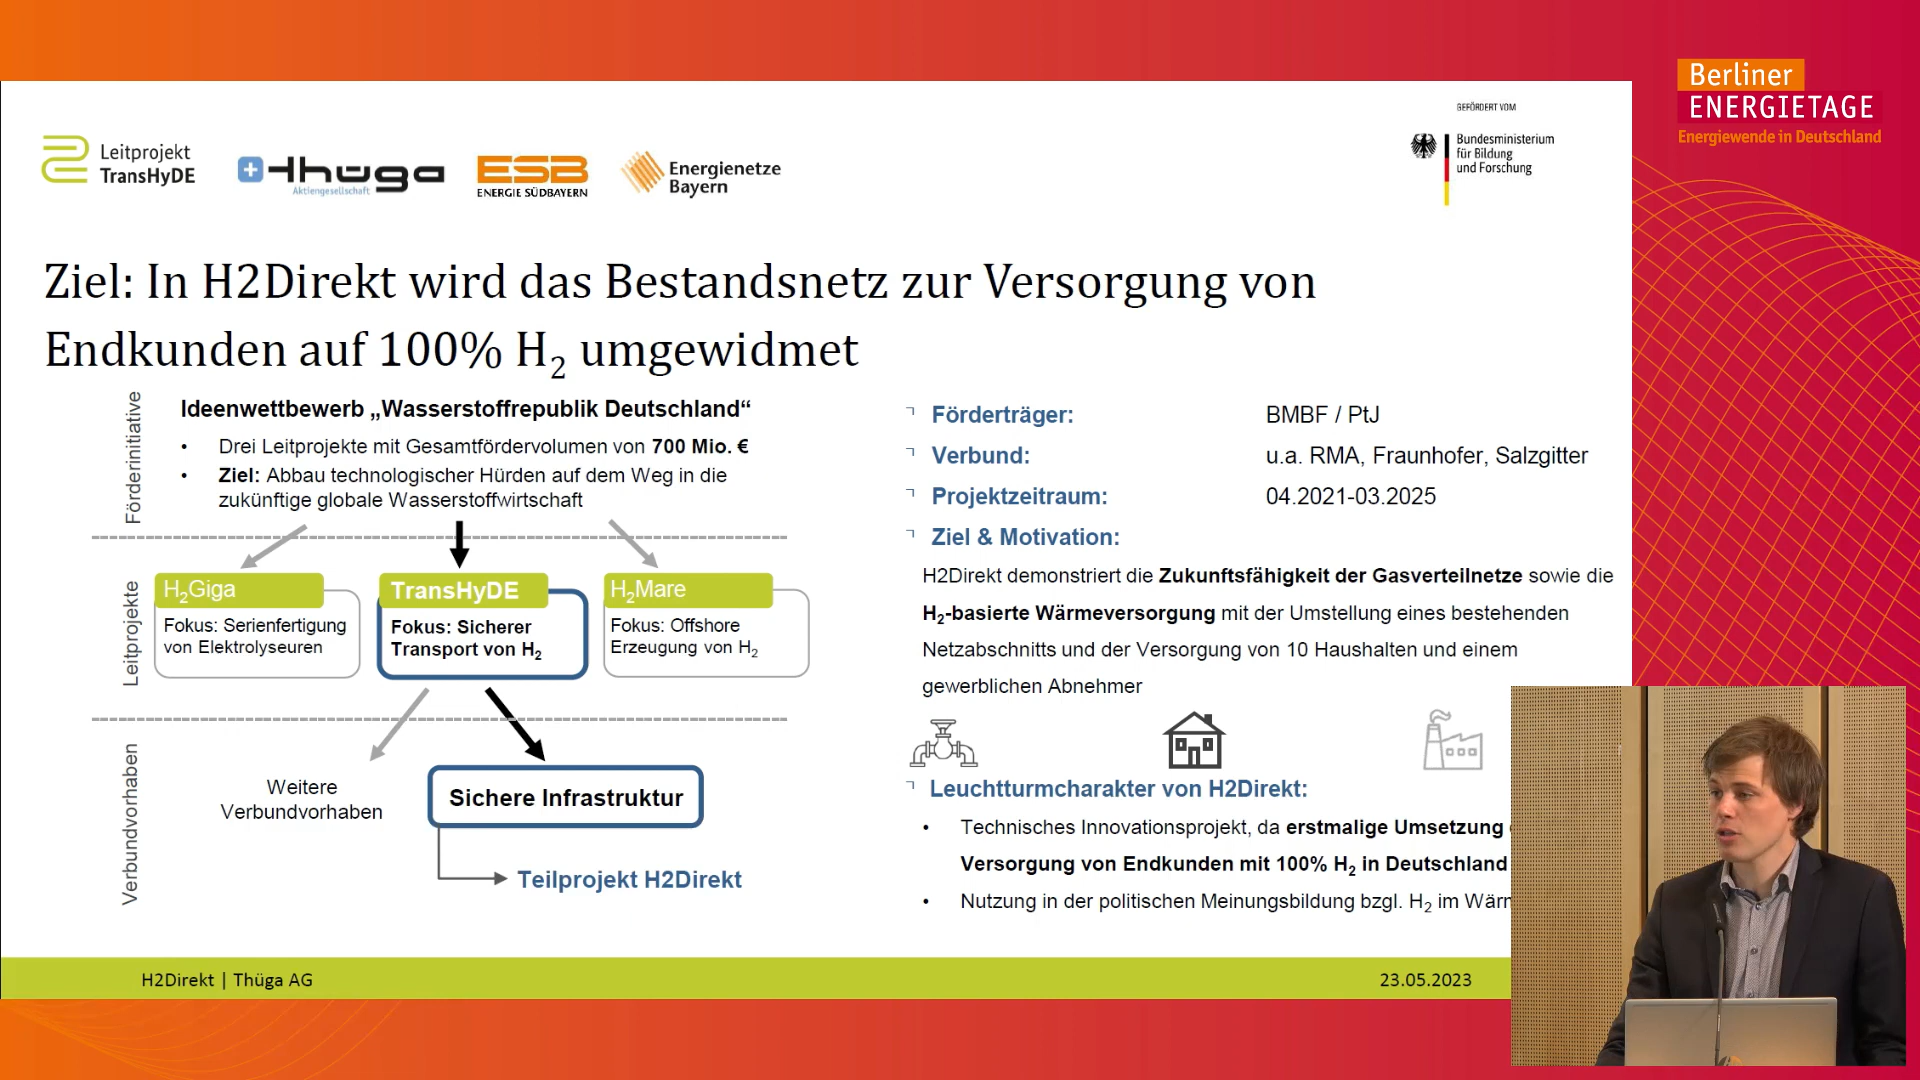 Berliner
ENERGIETAGE
Energiewende in Deutschland
GEFÖRDERT VOM
Bundesministerium
für Bildung
und Forschung
Leitprojekt
TransHyDE
thüga
Aktiengesellschaft
ESB
ENERGIE SÜDBAYERN
Energienetze
Bayern
Ziel: In H2Direkt wird das Bestandsnetz zur Versorgung von
Endkunden auf 100% H₂ umgewidmet
Förderinitiative
Ideenwettbewerb „Wasserstoffrepublik Deutschland“
• Drei Leitprojekte mit Gesamtfördervolumen von 700 Mio. €
• Ziel: Abbau technologischer Hürden auf dem Weg in die
zukünftige globale Wasserstoffwirtschaft
Leitprojekte
H₂Giga
Fokus: Serienfertigung
von Elektrolyseuren
TransHyDE
Fokus: Sicherer
Transport von H₂
H₂Mare
Fokus: Offshore
Erzeugung von H₂
Verbundvorhaben
Weitere
Verbundvorhaben
Sichere Infrastruktur
Teilprojekt H2Direkt
Förderträger: BMBF / PtJ
Verbund: u.a. RMA, Fraunhofer, Salzgitter
Projektzeitraum: 04.2021-03.2025
Ziel & Motivation:
H2Direkt demonstriert die Zukunftsfähigkeit der Gasverteilnetze sowie die
H₂-basierte Wärmeversorgung mit der Umstellung eines bestehenden
Netzabschnitts und der Versorgung von 10 Haushalten und einem
gewerblichen Abnehmer
Leuchtturmcharakter von H2Direkt:
• Technisches Innovationsprojekt, da erstmalige Umsetzung
Versorgung von Endkunden mit 100% H₂ in Deutschland
• Nutzung in der politischen Meinungsbildung bzgl. H₂ im
H2Direkt | Thüga AG
23.05.2023